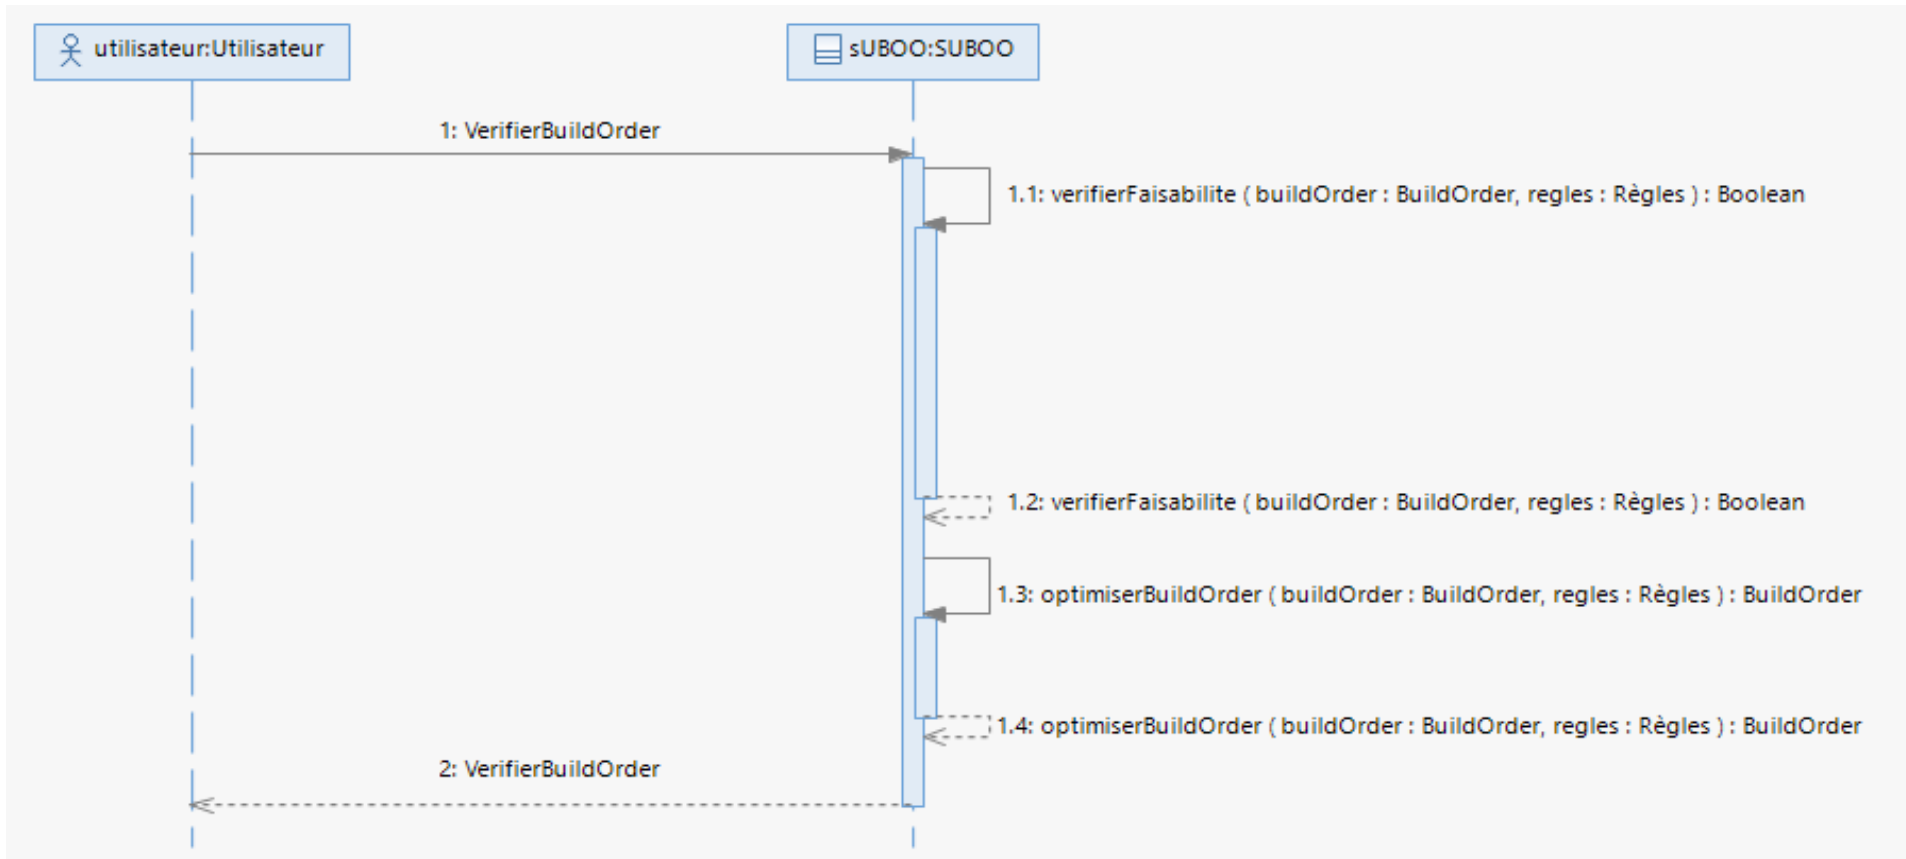 utilisateur:Utilisateur
sUBOO:SUBOO
1: VerifierBuildOrder
1.1: verifierFaisabilite ( buildOrder : BuildOrder, regles : Règles ) : Boolean
1.2: verifierFaisabilite ( buildOrder : BuildOrder, regles : Règles ) : Boolean
1.3: optimiserBuildOrder ( buildOrder : BuildOrder, regles : Règles ) : BuildOrder
1.4: optimiserBuildOrder ( buildOrder : BuildOrder, regles : Règles ) : BuildOrder
2: VerifierBuildOrder